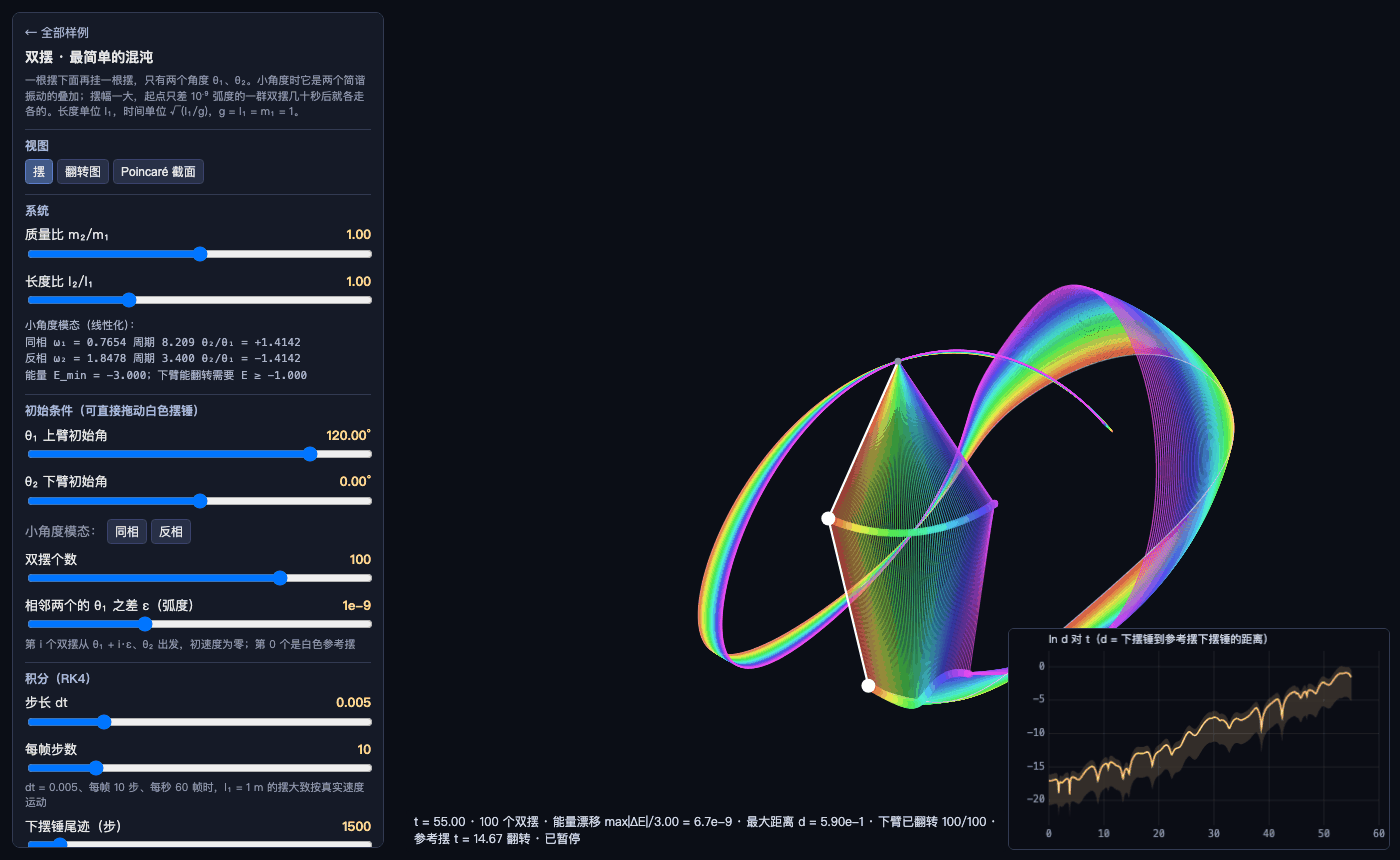 ← 全部样例
双摆 · 最简单的混沌
一根摆下面再挂一根摆，只有两个角度 θ₁、θ₂。小角度时它是两个简谐
振动的叠加；摆幅一大，起点只差 10⁻⁹ 弧度的一群双摆几十秒后就各走
各的。长度单位 l₁，时间单位 √(l₁/g)，g = l₁ = m₁ = 1。
视图
摆 翻转图 Poincaré 截面
系统
质量比 m₂/m₁ 1.00
长度比 l₂/l₁ 1.00
小角度模态（线性化）：
同相 ω₁ = 0.7654 周期 8.209 θ₂/θ₁ = +1.4142
反相 ω₂ = 1.8478 周期 3.400 θ₂/θ₁ = −1.4142
能量 E_min = −3.000；下臂能翻转需要 E ≥ −1.000
初始条件（可直接拖动白色摆锤）
θ₁ 上臂初始角 120.00°
θ₂ 下臂初始角 0.00°
小角度模态： 同相 反相
双摆个数 100
相邻两个的 θ₁ 之差 ε（弧度） 1e−9
第 i 个双摆从 θ₁ + i·ε、θ₂ 出发，初速度为零；第 0 个是白色参考摆
积分（RK4）
步长 dt 0.005
每帧步数 10
dt = 0.005、每帧 10 步、每秒 60 帧时，l₁ = 1 m 的摆大致按真实速度
运动
下摆锤尾迹（步） 1500
t = 55.00 · 100 个双摆 · 能量漂移 max|ΔE|/3.00 = 6.7e−9 · 最大距离 d = 5.90e−1 · 下臂已翻转 100/100 ·
参考摆 t = 14.67 翻转 · 已暂停
ln d 对 t（d = 下摆锤到参考摆下摆锤的距离）
0
−5
−10
−15
−20
0 10 20 30 40 50 60